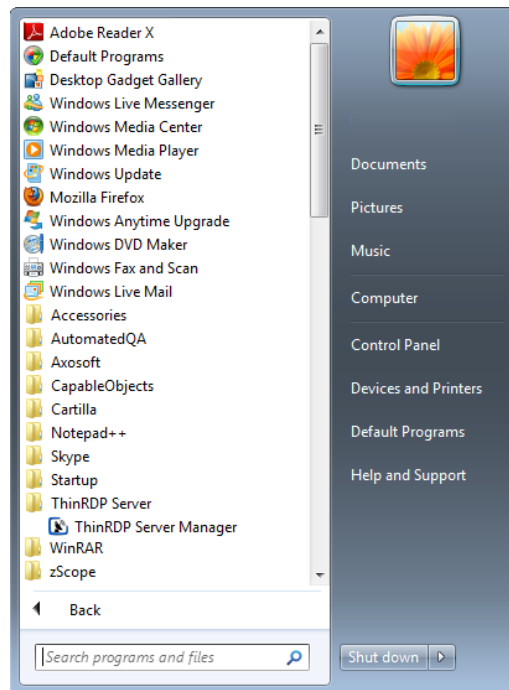 Adobe Reader X
Default Programs
Desktop Gadget Gallery
Windows Live Messenger
Windows Media Center
Windows Media Player
Windows Update
Mozilla Firefox
Windows Anytime Upgrade
Windows DVD Maker
Windows Fax and Scan
Windows Live Mail
Accessories
AutomatedQA
Axosoft
CapableObjects
Cartilla
Notepad++
Skype
Startup
ThinRDP Server
ThinRDP Server Manager
WinRAR
zScope
Back
Search programs and files
Documents
Pictures
Music
Computer
Control Panel
Devices and Printers
Default Programs
Help and Support
Shut down